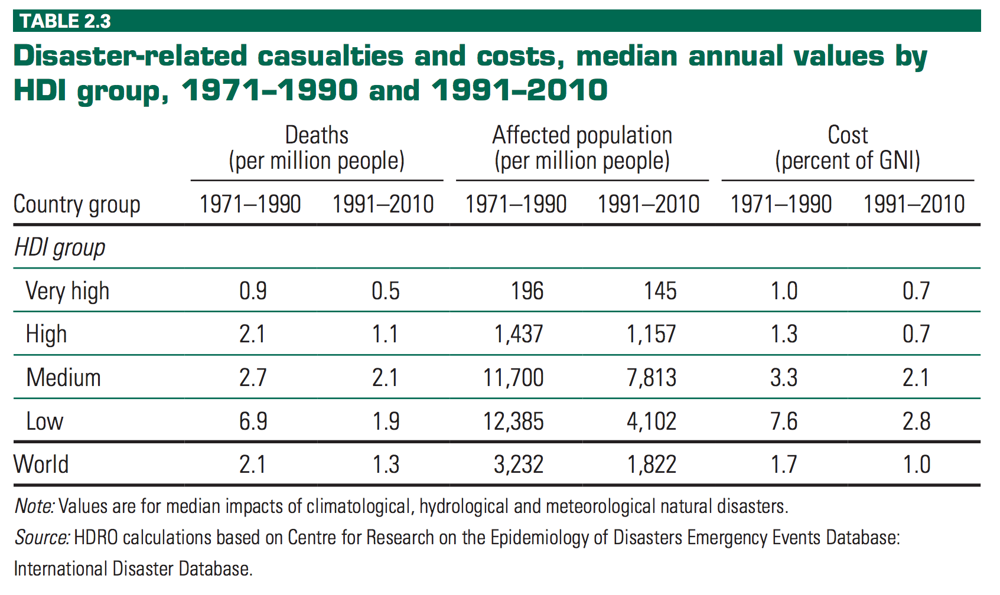 TABLE 2.3
Disaster-related casualties and costs, median annual values by
HDI group, 1971–1990 and 1991–2010
Deaths Affected population Cost
(per million people) (per million people) (percent of GNI)
Country group 1971–1990 1991–2010 1971–1990 1991–2010 1971–1990 1991–2010
HDI group
Very high 0.9 0.5 196 145 1.0 0.7
High 2.1 1.1 1,437 1,157 1.3 0.7
Medium 2.7 2.1 11,700 7,813 3.3 2.1
Low 6.9 1.9 12,385 4,102 7.6 2.8
World 2.1 1.3 3,232 1,822 1.7 1.0
Note: Values are for median impacts of climatological, hydrological and meteorological natural disasters.
Source: HDRO calculations based on Centre for Research on the Epidemiology of Disasters Emergency Events Database:
International Disaster Database.